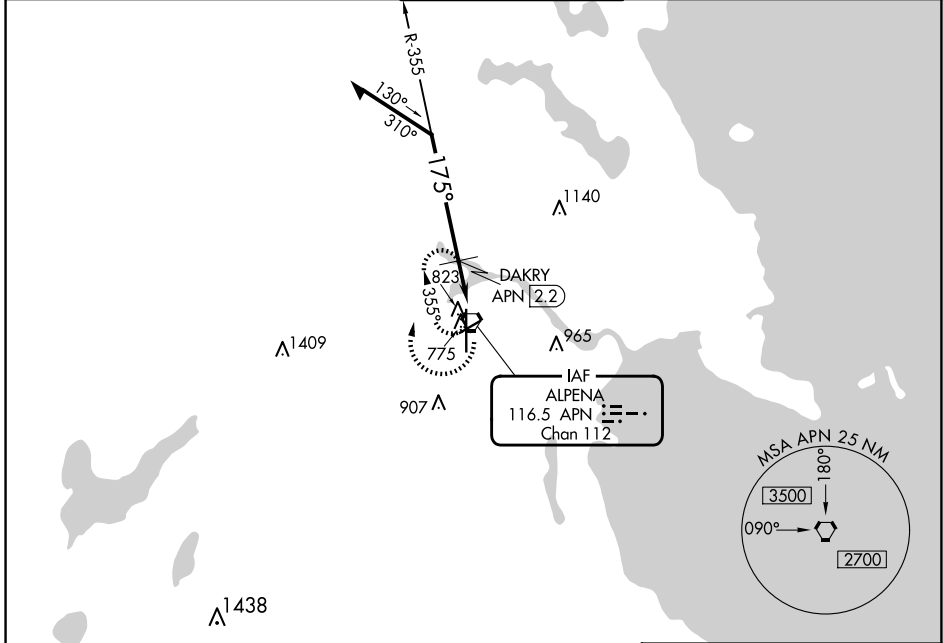 R-355
130°
310°
175°
1140
823
DAKRY
APN 2.2
355°
775
965
1409
907
IAF
ALPENA
116.5 APN
Chan 112
MSA APN 25 NM
180°
3500
090°
2700
1438